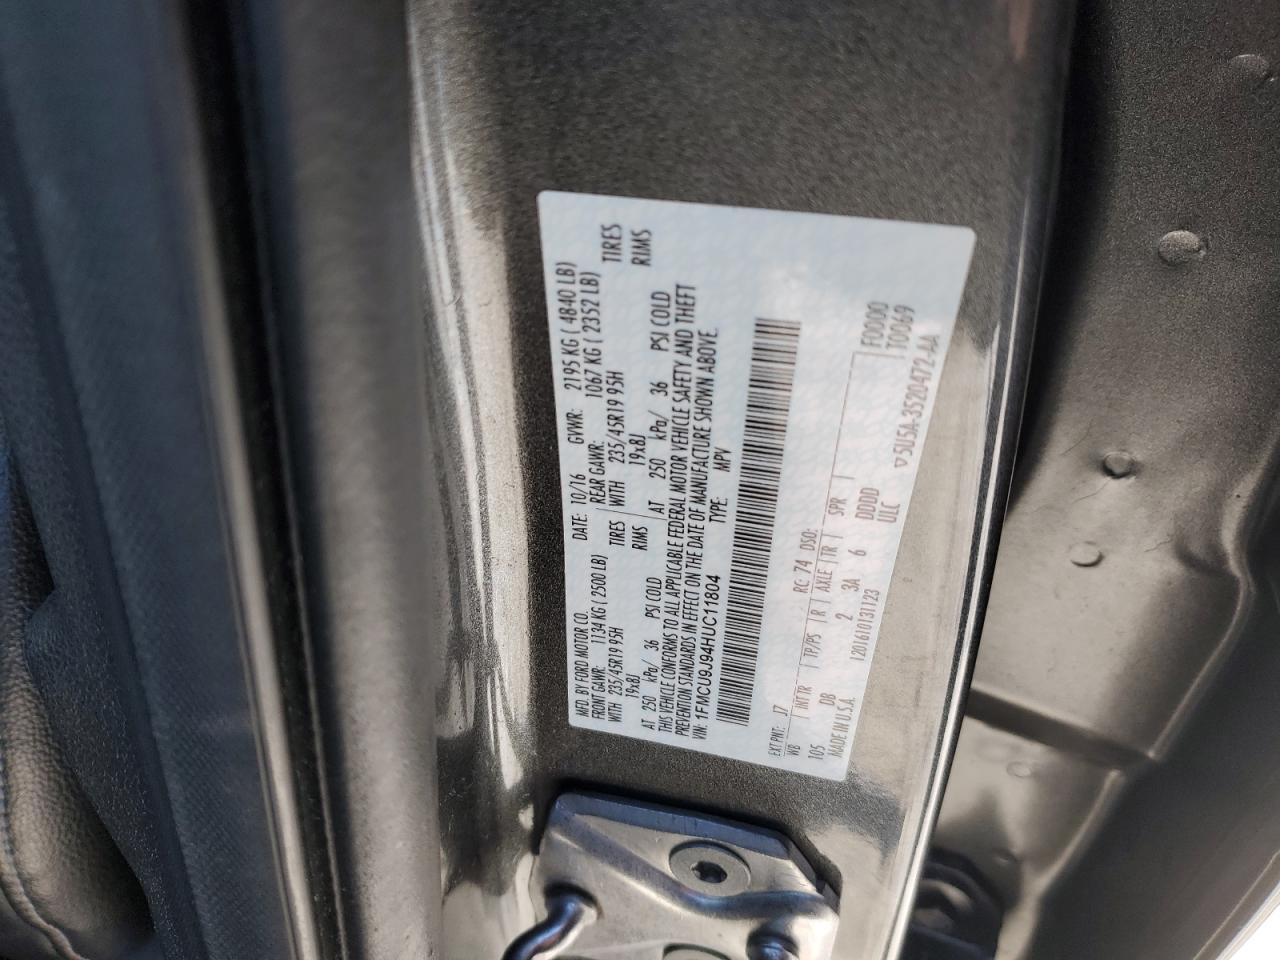 MFD. BY FORD MOTOR CO. DATE: 10/16 GVWR: 2195 KG ( 4840 LB)
FRONT GAWR: 1134 KG ( 2500 LB) REAR GAWR: 1067 KG ( 2352 LB)
WITH 235/45R19 95H TIRES WITH 235/45R19 95H TIRES
19x8J RIMS 19x8J RIMS
AT 250 kPa/ 36 PSI COLD AT 250 kPa/ 36 PSI COLD
THIS VEHICLE CONFORMS TO ALL APPLICABLE FEDERAL MOTOR VEHICLE SAFETY AND THEFT
PREVENTION STANDARDS IN EFFECT ON THE DATE OF MANUFACTURE SHOWN ABOVE.
VIN: 1FMCU9J94HUC11804 TYPE: MPV
EXT PNT: J7 RC: 74 DSO: F0000
WB INT TR TP/PS R AXLE TR SPR T0069
105 DB 2 3A 6 DDDD
MADE IN U.S.A. 120161013 1123 ULC ▽5U5A-3520472-AA